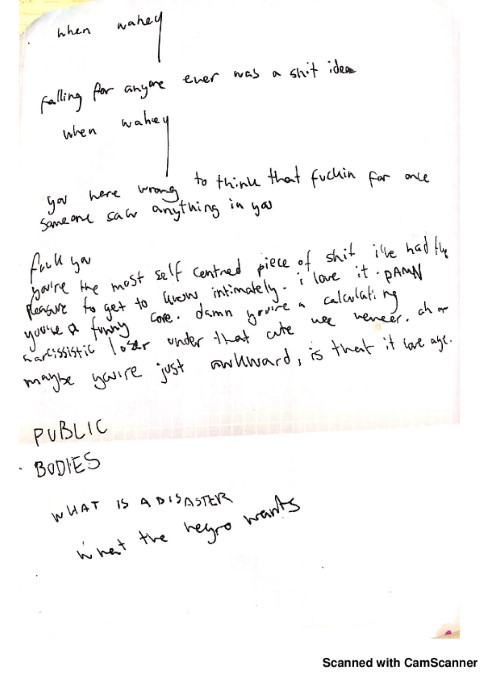 when wahey
falling for anyone ever was a shit idea
when wahey
you were wrong to think that fuckin for once
someone saw anything in you
fuck you
you're the most self centred piece of shit i've had the
pleasure to get to know intimately. i love it. DAMN
you're a funny core. damn you're a calculating
narcissistic loser under that cute wee veneer. oh or
maybe you're just awkward, is that it love
PUBLIC
BODIES
WHAT IS A DISASTER
what the negro wants
Scanned with CamScanner